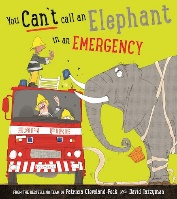 You Can't call an Elephant
in an EMERGENCY
FROM THE BESTSELLING TEAM OF Patricia Cleveland-Peck AND David Tazzyman